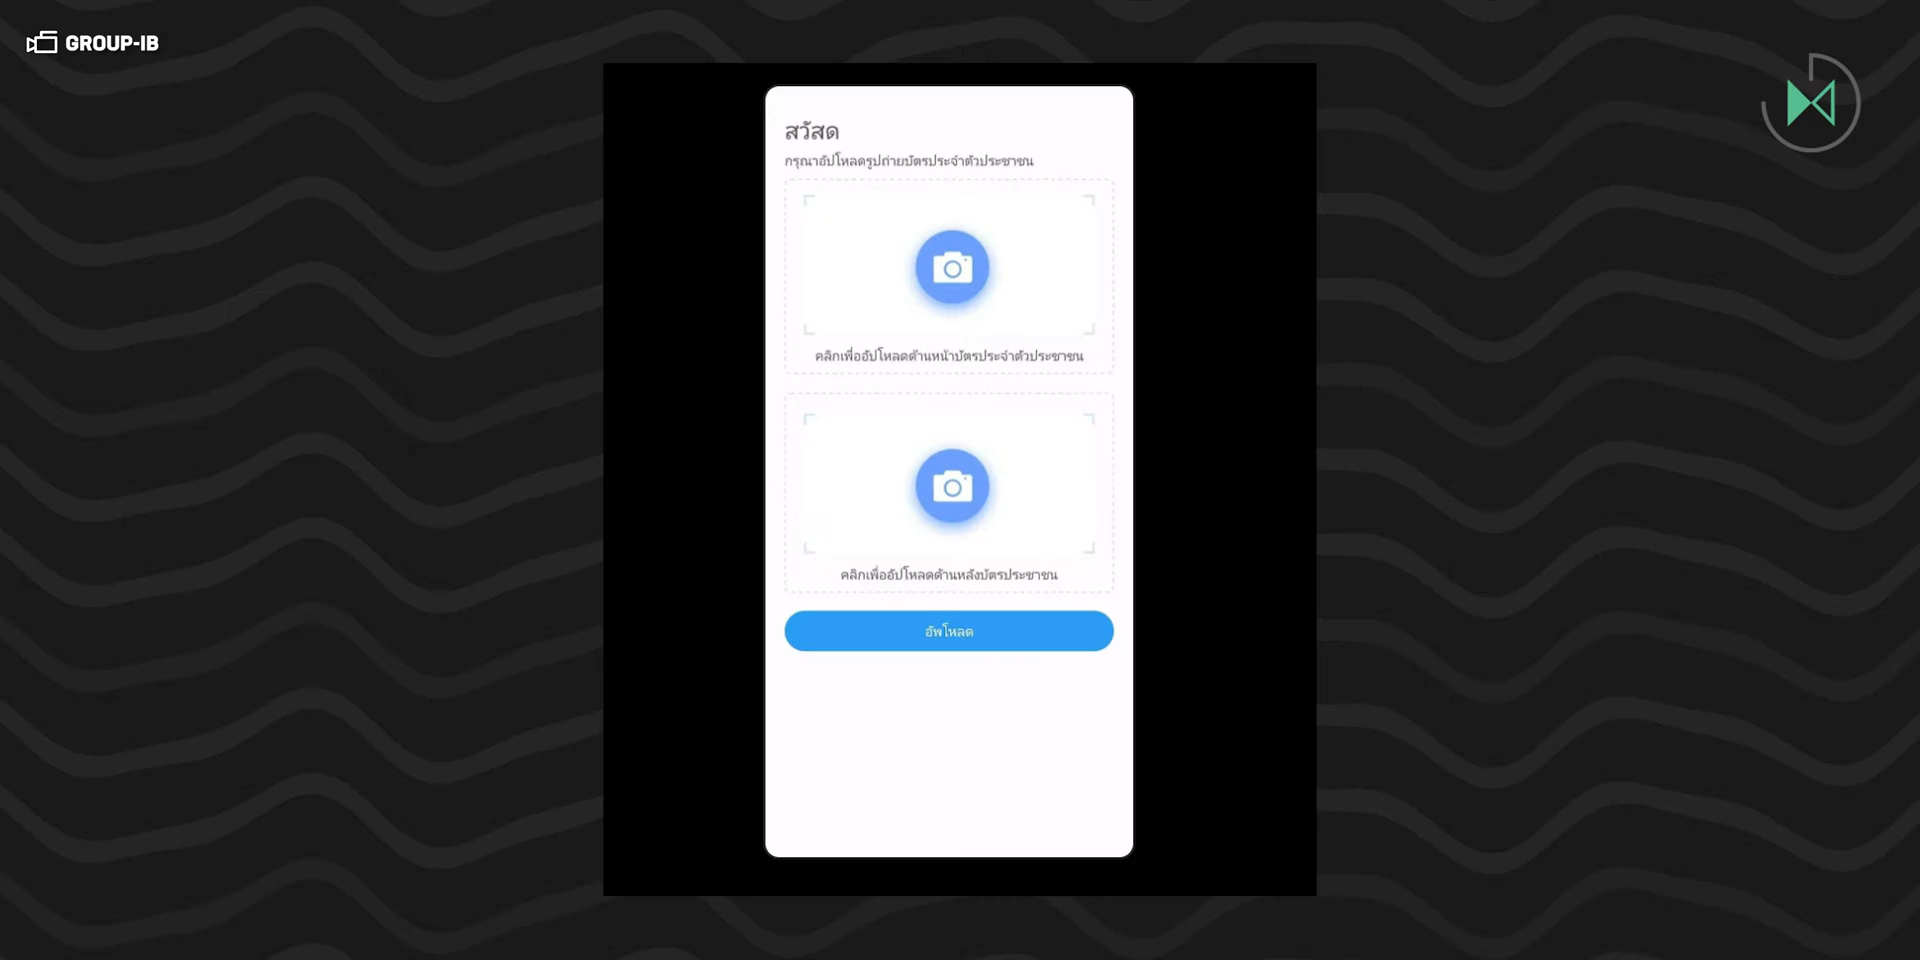 GROUP-IB
สวัสด
กรุณาอัปโหลดรูปถ่ายบัตรประจำตัวประชาชน
คลิกเพื่ออัปโหลดด้านหน้าบัตรประจำตัวประชาชน
คลิกเพื่ออัปโหลดด้านหลังบัตรประชาชน
อัพโหลด